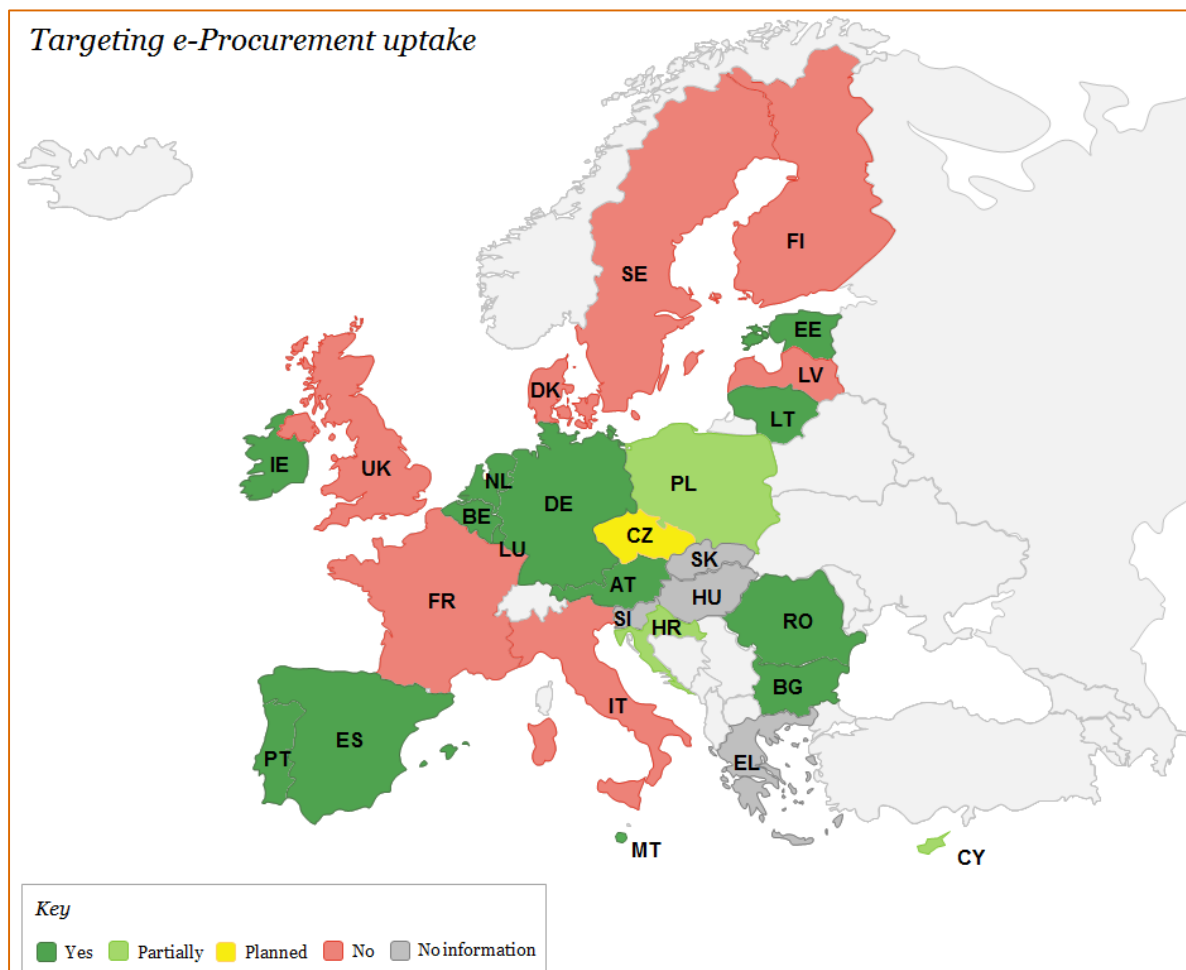 Targeting e-Procurement uptake
FI
SE
EE
LV
DK
LT
IE
UK
NL
PL
DE
BE
CZ
LU
SK
AT
HU
FR
SI
HR
RO
BG
IT
ES
PT
EL
MT
CY
Key
Yes Partially Planned No No information